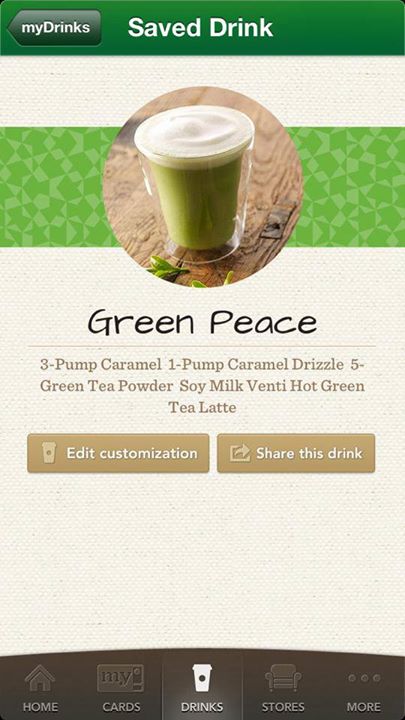 myDrinks
Saved Drink
Green Peace
3-Pump Caramel 1-Pump Caramel Drizzle 5-
Green Tea Powder Soy Milk Venti Hot Green
Tea Latte
Edit customization
Share this drink
my
HOME
CARDS
DRINKS
STORES
MORE